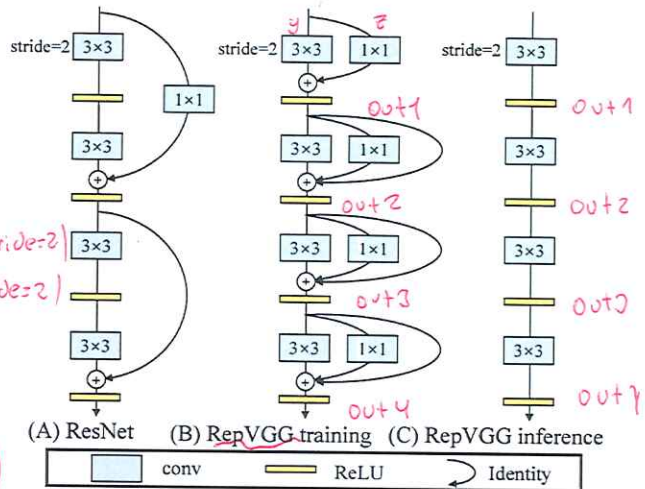 y z
stride=2 3×3 stride=2 3×3 1×1 stride=2 3×3
1×1 out1 out1
3×3 3×3 1×1 3×3
out2 out2
ride=2) 3×3 3×3 1×1 3×3
de=2) out3 out3
3×3 3×3 1×1 3×3
out4
(A) ResNet (B) RepVGG training (C) RepVGG inference
conv ReLU Identity